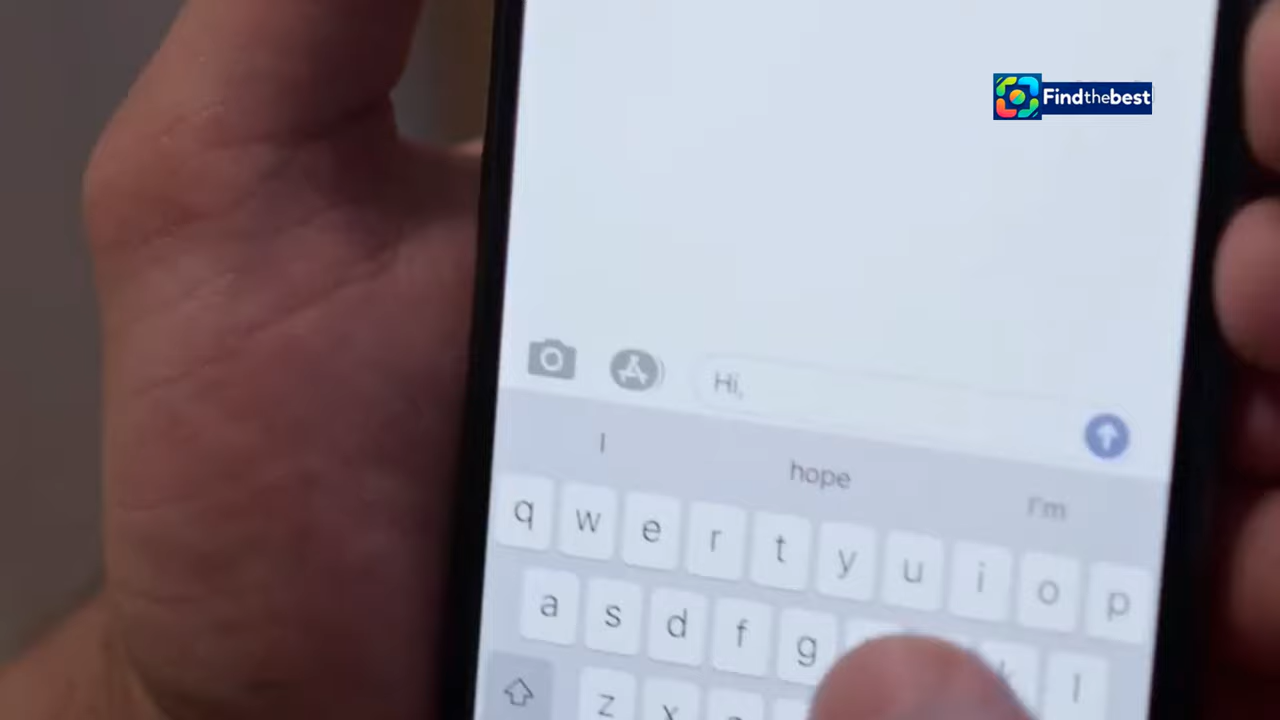 Findthebest
Hi,
I hope I'm
q w e r t y u i o p
a s d f g l
z x